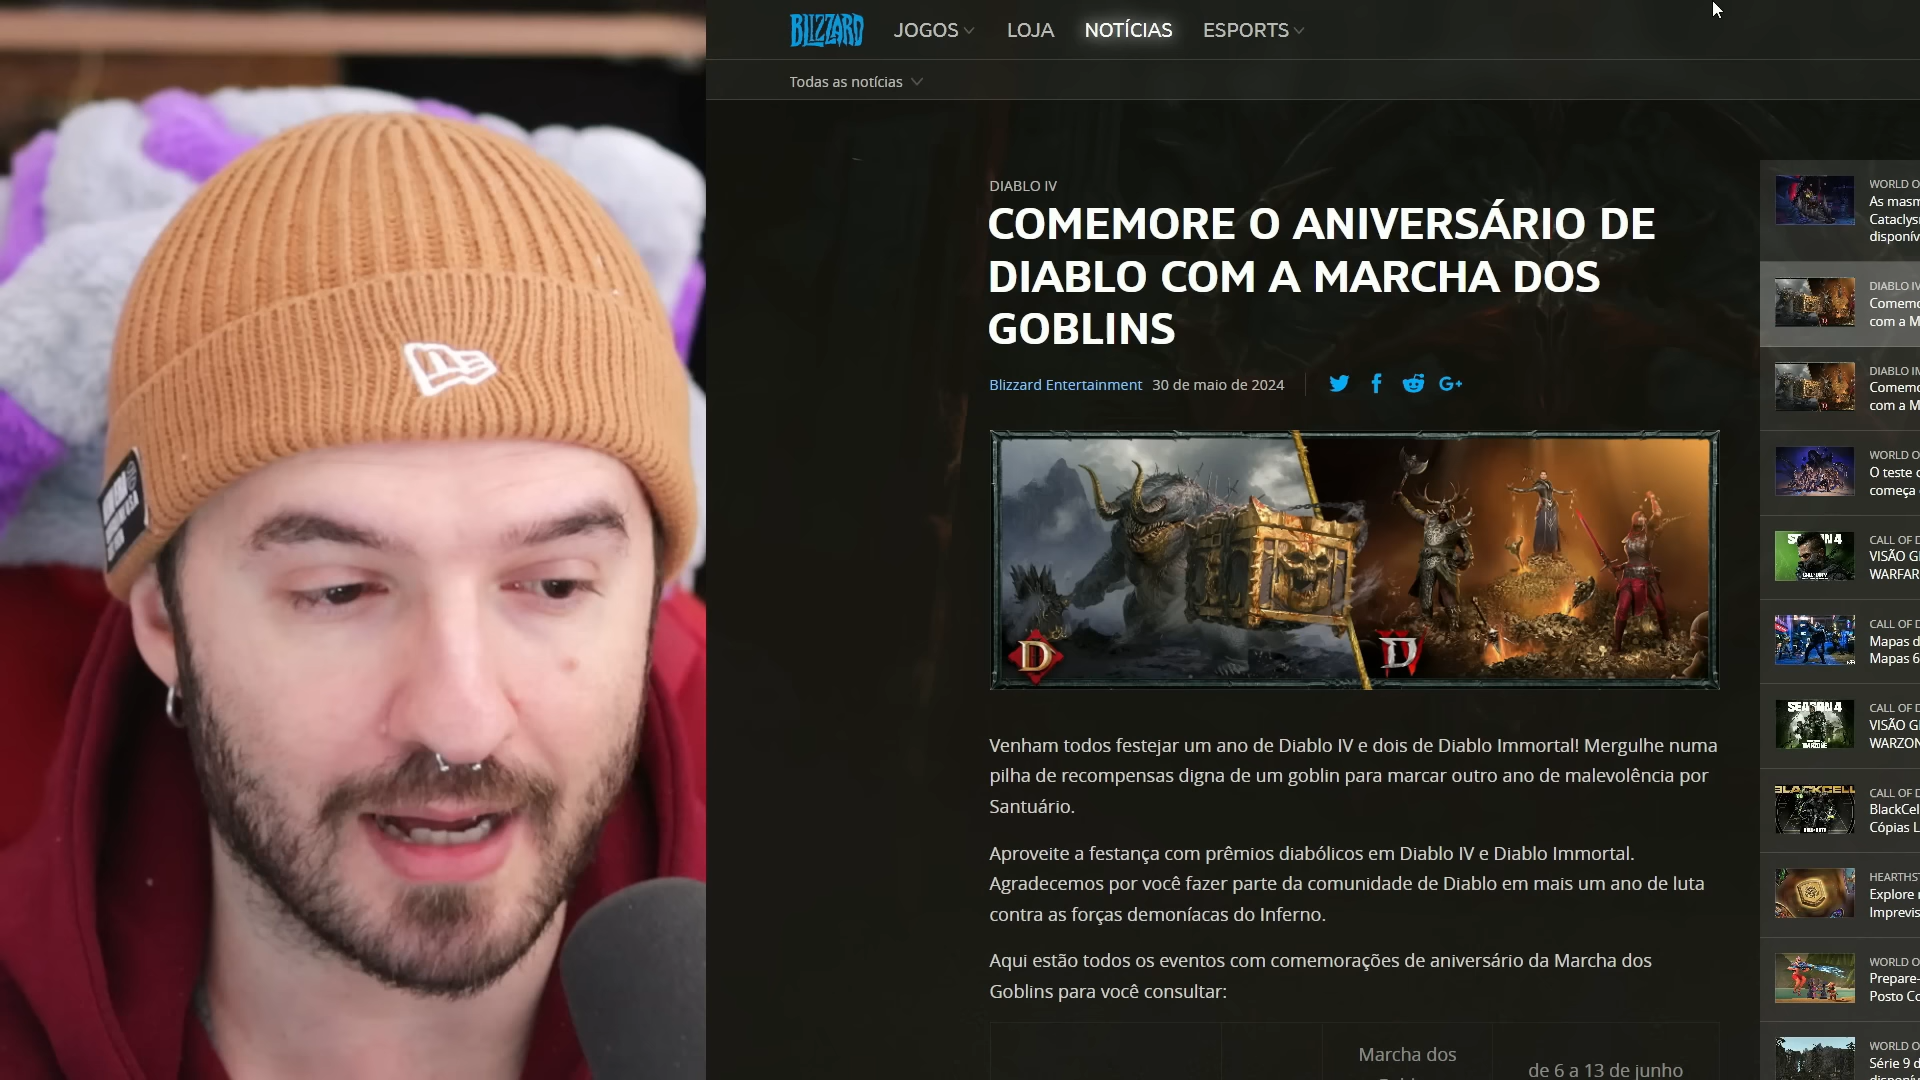 BLIZZARD
JOGOS
LOJA
NOTÍCIAS
ESPORTS
Todas as notícias
DIABLO IV
COMEMORE O ANIVERSÁRIO DE
DIABLO COM A MARCHA DOS
GOBLINS
Blizzard Entertainment 30 de maio de 2024
Venham todos festejar um ano de Diablo IV e dois de Diablo Immortal! Mergulhe numa
pilha de recompensas digna de um goblin para marcar outro ano de malevolência por
Santuário.
Aproveite a festança com prêmios diabólicos em Diablo IV e Diablo Immortal.
Agradecemos por você fazer parte da comunidade de Diablo em mais um ano de luta
contra as forças demoníacas do Inferno.
Aqui estão todos os eventos com comemorações de aniversário da Marcha dos
Goblins para você consultar:
Marcha dos
de 6 a 13 de junho
WORLD O
As masm
Cataclys
disponív
DIABLO IV
Comemo
com a M
DIABLO IM
Comemo
com a M
WORLD O
O teste d
começa
CALL OF D
VISÃO GE
WARFAR
CALL OF D
Mapas d
Mapas 6
CALL OF D
VISÃO GE
WARZON
CALL OF D
BlackCel
Cópias L
HEARTHST
Explore
Imprevis
WORLD O
Prepare-
Posto Co
WORLD O
Série 9 d